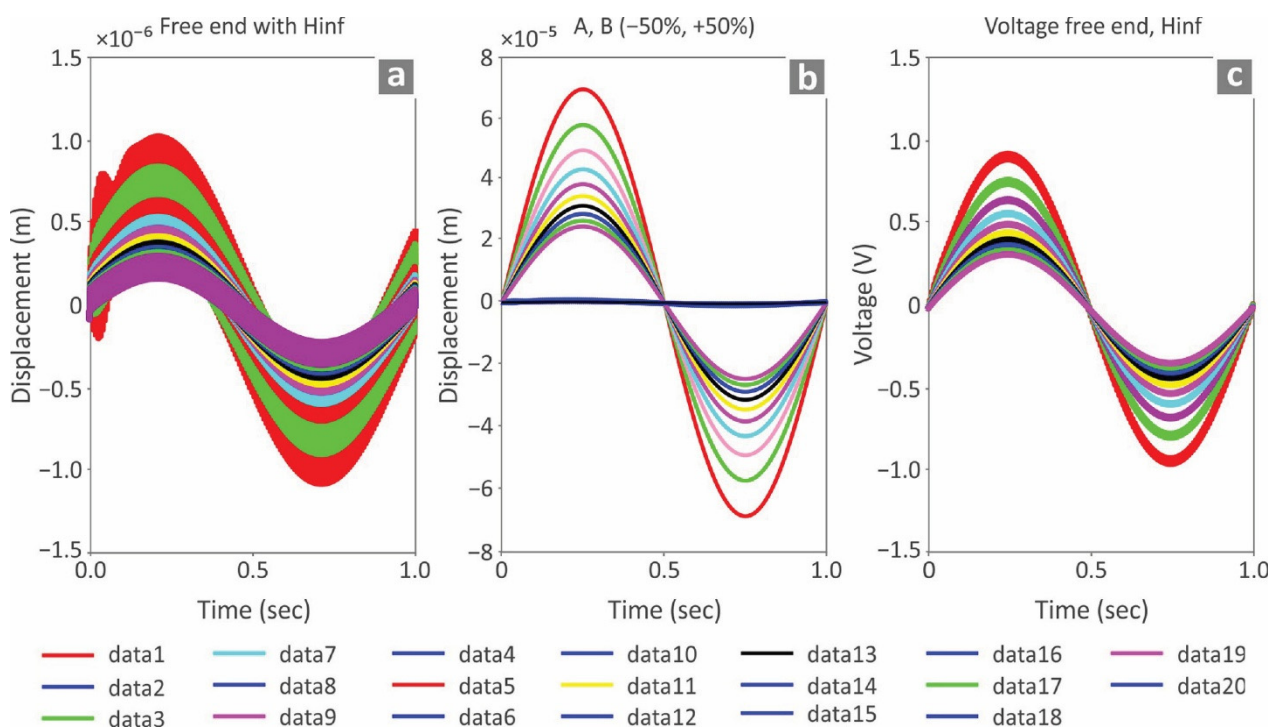 Free end with Hinf
×10⁻⁶
a
1.5
1.0
0.5
0
−0.5
−1.0
−1.5
Displacement (m)
0.0 0.5 1.0
Time (sec)
A, B (−50%, +50%)
×10⁻⁵
b
8
6
4
2
0
−2
−4
−6
−8
Displacement (m)
0 0.5 1.0
Time (sec)
Voltage free end, Hinf
c
1.5
1.0
0.5
0
−0.5
−1.0
−1.5
Voltage (V)
0 0.5 1.0
Time (sec)
data1 data7 data4 data10 data13 data16 data19
data2 data8 data5 data11 data14 data17 data20
data3 data9 data6 data12 data15 data18